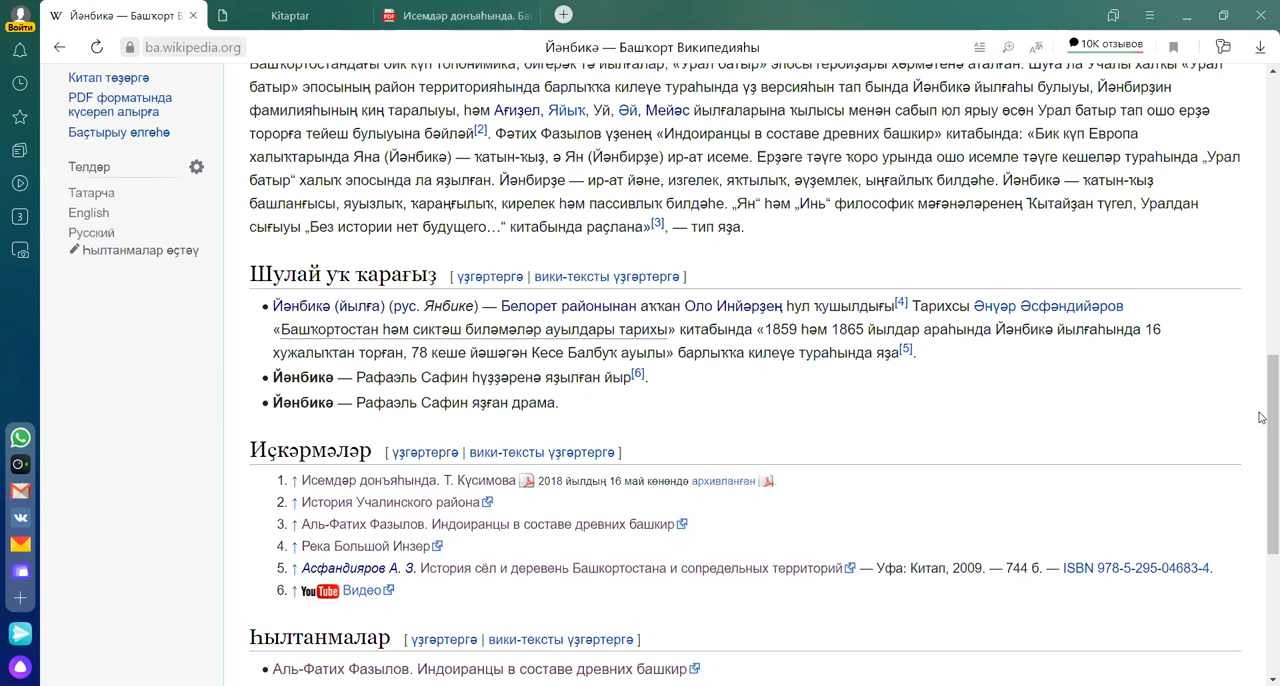 Войти
Йәнбикә — Башҡорт В
Kitaptar
Исемдәр донъяһында. Ба
ba.wikipedia.org
Йәнбикә — Башҡорт Википедияһы
10К отзывов
Китап төҙөргә
PDF форматында
күсереп алырға
Баҫтырыу өлгөһө
Телдәр
Татарча
English
Русский
Һылтанмалар өҫтәү
3
Башҡортостандағы бик күп топонимика, бигерәк тә йылғалар, «Урал батыр» эпосы геройҙары хөрмәтенә аталған. Шуға ла Учалы халҡы «Урал
батыр» эпосының район территорияһында барлыҡҡа килеүе тураһында үҙ версияһын тап бында Йәнбикә йылғаһы булыуы, Йәнбирҙин
фамилияһының киң таралыуы, һәм Ағиҙел, Яйыҡ, Уй, Әй, Мейәс йылғаларына ҡылысы менән сабып юл ярыу өсөн Урал батыр тап ошо ерҙә
торорға тейеш булыуына бәйләй[2]. Фәтих Фазылов үҙенең «Индоиранцы в составе древних башкир» китабында: «Бик күп Европа
халыҡтарында Яна (Йәнбикә) — ҡатын-ҡыҙ, ә Ян (Йәнбирҙе) ир-ат исеме. Ерәге тәүге ҡоро урында ошо исемле тәүге кешеләр тураһында „Урал
батыр“ халыҡ эпосында ла яҙылған. Йәнбирҙе — ир-ат йәне, изгелек, яҡтылыҡ, әүҙемлек, ыңғайлыҡ билдәһе. Йәнбикә — ҡатын-ҡыҙ
башланғысы, яуызлыҡ, ҡараңғылыҡ, кирелек һәм пассивлыҡ билдәһе. „Ян“ һәм „Инь“ философик мәғәнәләренең Ҡытайҙан түгел, Уралдан
сығыуы „Без истории нет будущего…“ китабында раҫлана»[3], — тип яҙа.
Шулай уҡ ҡарағыҙ [ үҙгәртергә | вики-тексты үҙгәртергә ]
• Йәнбикә (йылға) (рус. Янбике) — Белорет районынан аҡҡан Оло Инйәрҙең һул ҡушылдығы[4] Тарихсы Әнүәр Әсфәндийәров
«Башҡортостан һәм сиктәш биләмәләр ауылдары тарихы» китабында «1859 һәм 1865 йылдар араһында Йәнбикә йылғаһында 16
хужалыҡтан торған, 78 кеше йәшәгән Кесе Балбуҡ ауылы» барлыҡҡа килеүе тураһында яҙа[5].
• Йәнбикә — Рафаэль Сафин һүҙҙәренә яҙылған йыр[6].
• Йәнбикә — Рафаэль Сафин яҙған драма.
Иҫкәрмәләр [ үҙгәртергә | вики-тексты үҙгәртергә ]
1. ↑ Исемдәр донъяһында. Т. Күсимова 2018 йылдың 16 май көнөндә архивланған.
2. ↑ История Учалинского района
3. ↑ Аль-Фатих Фазылов. Индоиранцы в составе древних башкир
4. ↑ Река Большой Инзер
5. ↑ Асфандияров А. З. История сёл и деревень Башкортостана и сопредельных территорий — Уфа: Китап, 2009. — 744 б. — ISBN 978-5-295-04683-4.
6. ↑ YouTube Видео
Һылтанмалар [ үҙгәртергә | вики-тексты үҙгәртергә ]
• Аль-Фатих Фазылов. Индоиранцы в составе древних башкир